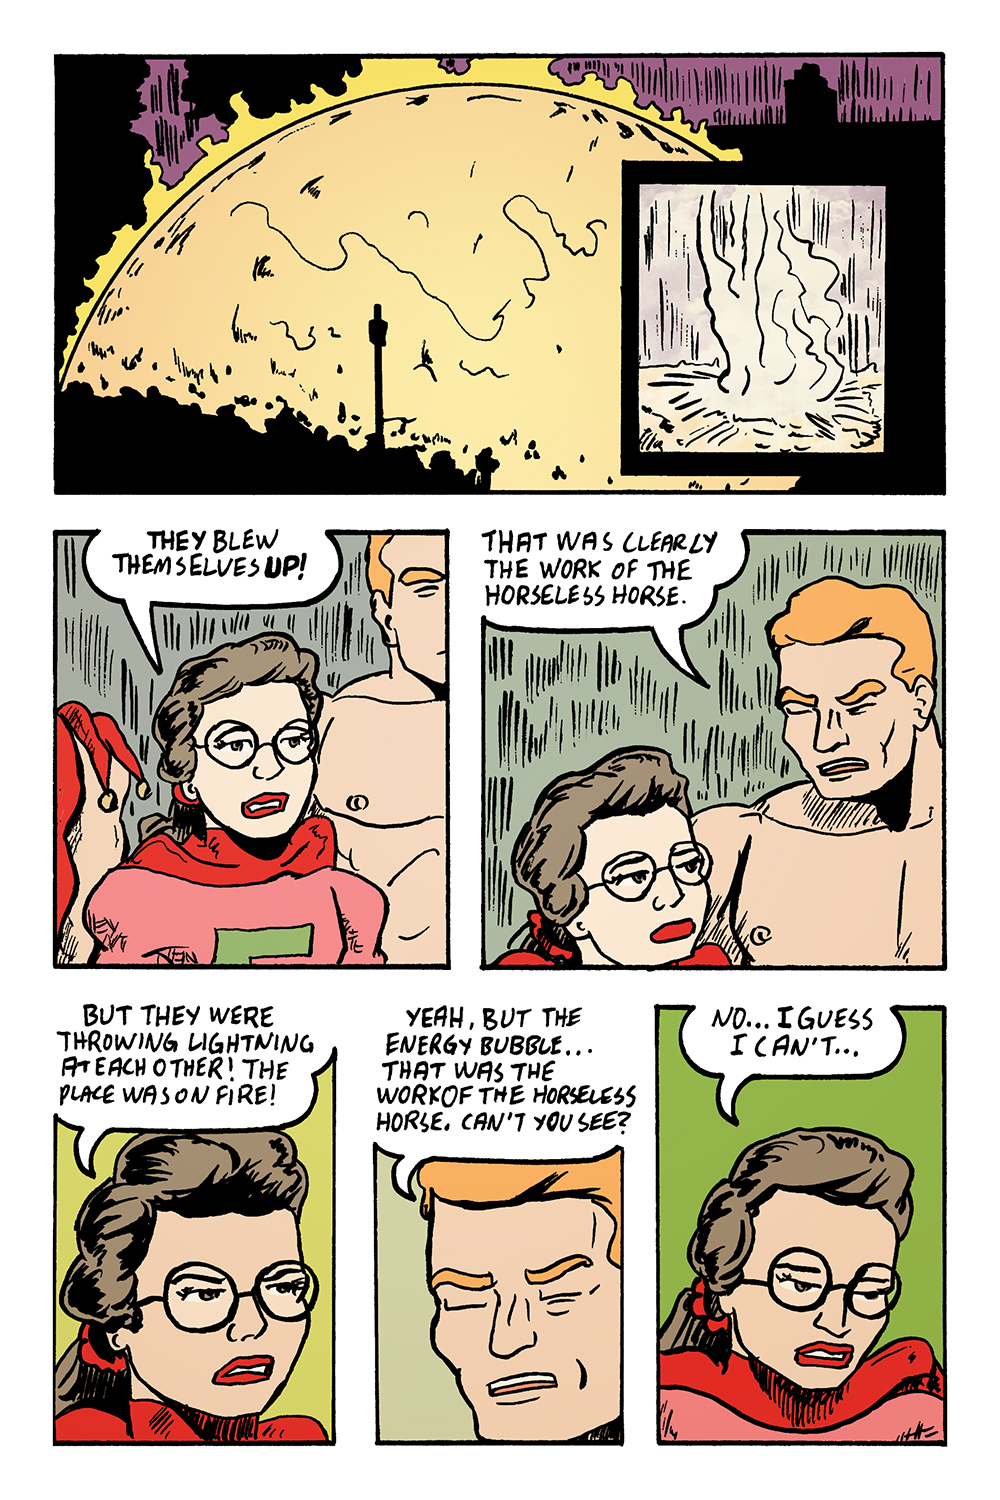 THEY BLEW
THEMSELVES UP!
THAT WAS CLEARLY
THE WORK OF THE
HORSELESS HORSE.
BUT THEY WERE
THROWING LIGHTNING
AT EACH OTHER! THE
PLACE WAS ON FIRE!
YEAH, BUT THE
ENERGY BUBBLE...
THAT WAS THE
WORK OF THE HORSELESS
HORSE. CAN'T YOU SEE?
NO... I GUESS
I CAN'T...